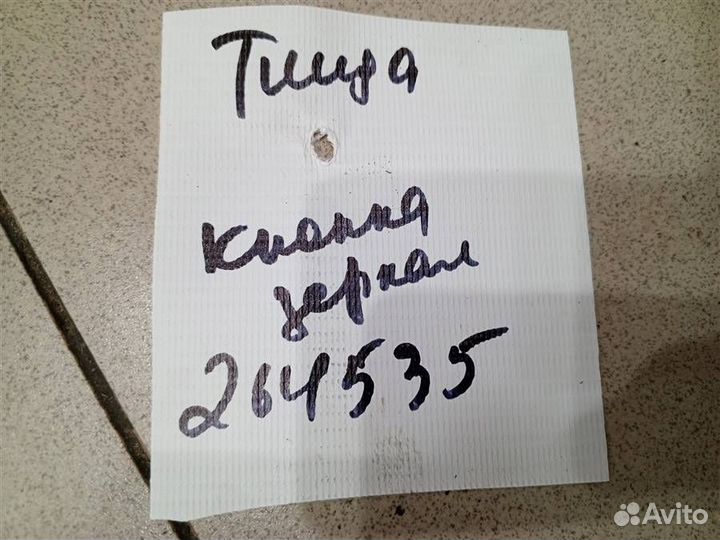 Тиида
Кнопка
зеркал
264535
Avito